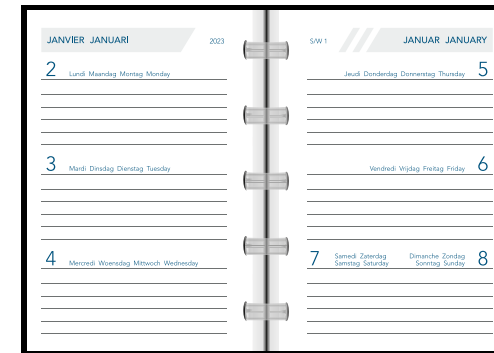 JANVIER JANUARI 2023
2 Lundi Maandag Montag Monday
3 Mardi Dinsdag Dienstag Tuesday
4 Mercredi Woensdag Mittwoch Wednesday
S/W 1 JANUAR JANUARY
Jeudi Donderdag Donnerstag Thursday 5
Vendredi Vrijdag Freitag Friday 6
7 Samedi Zaterdag Dimanche Zondag 8
Samstag Saturday Sonntag Sunday